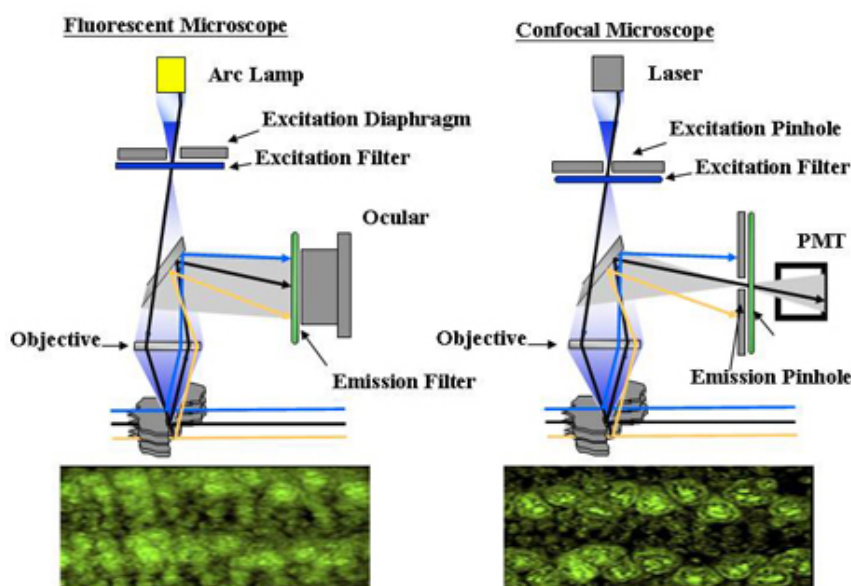 Fluorescent Microscope
Arc Lamp
Excitation Diaphragm
Excitation Filter
Ocular
Objective
Emission Filter
Confocal Microscope
Laser
Excitation Pinhole
Excitation Filter
PMT
Objective
Emission Pinhole